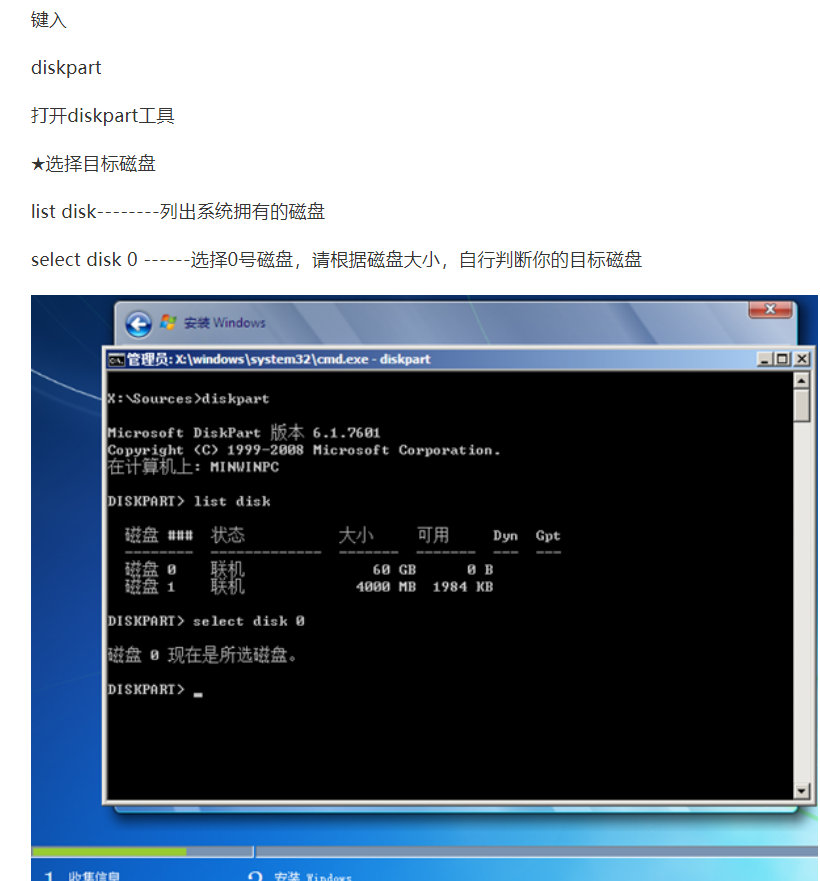 键入
diskpart
打开diskpart工具
★选择目标磁盘
list disk--------列出系统拥有的磁盘
select disk 0 ------选择0号磁盘，请根据磁盘大小，自行判断你的目标磁盘
安装 Windows
管理员: X:\windows\system32\cmd.exe - diskpart
X:\Sources>diskpart
Microsoft DiskPart 版本 6.1.7601
Copyright (C) 1999-2008 Microsoft Corporation.
在计算机上: MINWINPC
DISKPART> list disk
磁盘 ### 状态 大小 可用 Dyn Gpt
-------- ------------- ------- ------- --- ---
磁盘 0 联机 60 GB 0 B
磁盘 1 联机 4000 MB 1984 KB
DISKPART> select disk 0
磁盘 0 现在是所选磁盘。
DISKPART> _
1 收集信息 2 安装 Windows